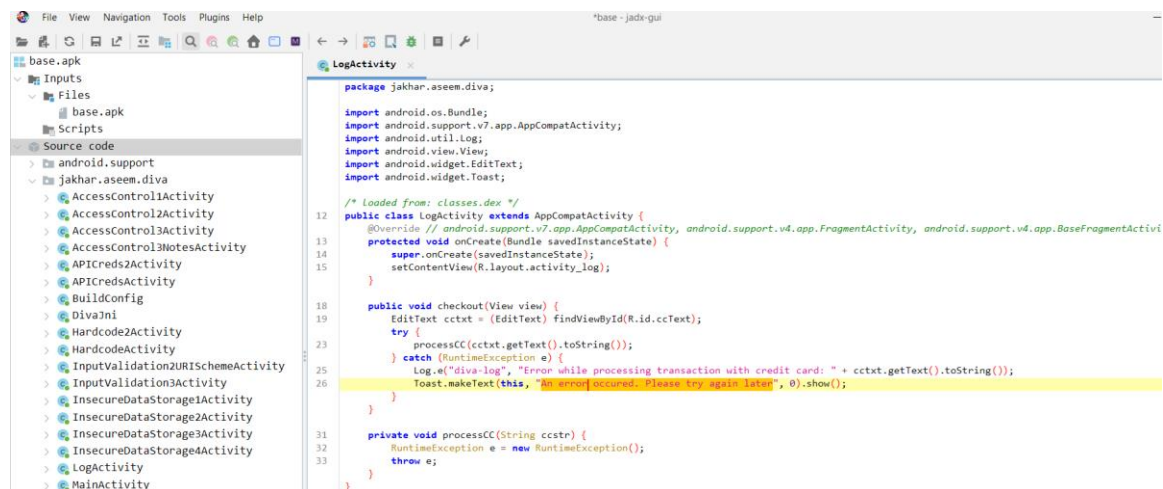 File View Navigation Tools Plugins Help
*base - jadx-gui
base.apk
Inputs
Files
base.apk
Scripts
Source code
android.support
jakhar.aseem.diva
AccessControl1Activity
AccessControl2Activity
AccessControl3Activity
AccessControl3NotesActivity
APICreds2Activity
APICredsActivity
BuildConfig
DivaJni
Hardcode2Activity
HardcodeActivity
InputValidation2URISchemeActivity
InputValidation3Activity
InsecureDataStorage1Activity
InsecureDataStorage2Activity
InsecureDataStorage3Activity
InsecureDataStorage4Activity
LogActivity
MainActivity
LogActivity
package jakhar.aseem.diva;
import android.os.Bundle;
import android.support.v7.app.AppCompatActivity;
import android.util.Log;
import android.view.View;
import android.widget.EditText;
import android.widget.Toast;
/* loaded from: classes.dex */
12 public class LogActivity extends AppCompatActivity {
@Override // android.support.v7.app.AppCompatActivity, android.support.v4.app.FragmentActivity, android.support.v4.app.BaseFragmentActivi
13 protected void onCreate(Bundle savedInstanceState) {
14 super.onCreate(savedInstanceState);
15 setContentView(R.layout.activity_log);
}
18 public void checkout(View view) {
19 EditText cctxt = (EditText) findViewById(R.id.ccText);
try {
23 processCC(cctxt.getText().toString());
} catch (RuntimeException e) {
25 Log.e("diva-log", "Error while processing transaction with credit card: " + cctxt.getText().toString());
26 Toast.makeText(this, "An error occured. Please try again later", 0).show();
}
}
31 private void processCC(String ccstr) {
32 RuntimeException e = new RuntimeException();
33 throw e;
}
}